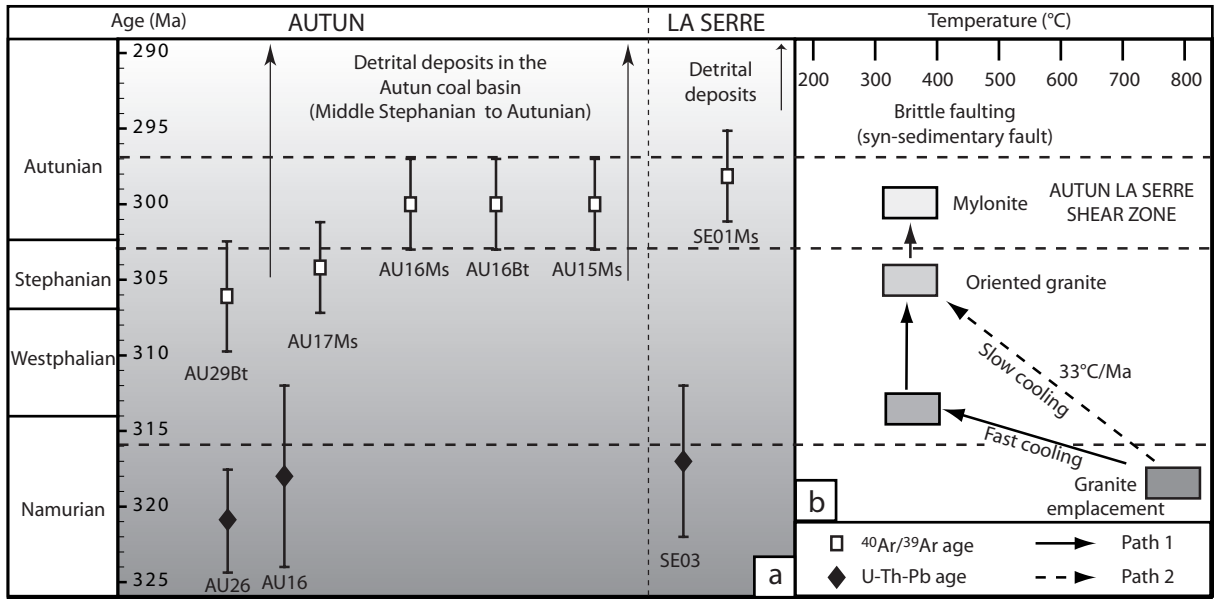 Age (Ma)
AUTUN
LA SERRE
Temperature (°C)
290
295
300
305
310
315
320
325
Autunian
Stephanian
Westphalian
Namurian
Detrital deposits in the
Autun coal basin
(Middle Stephanian to Autunian)
Detrital
deposits
AU29Bt
AU17Ms
AU16Ms
AU16Bt
AU15Ms
SE01Ms
AU26
AU16
SE03
a
200 300 400 500 600 700 800
Brittle faulting
(syn-sedimentary fault)
Mylonite
AUTUN LA SERRE
SHEAR ZONE
Oriented granite
33°C/Ma
Slow cooling
Fast cooling
Granite
emplacement
b
⁴⁰Ar/³⁹Ar age
Path 1
U-Th-Pb age
Path 2